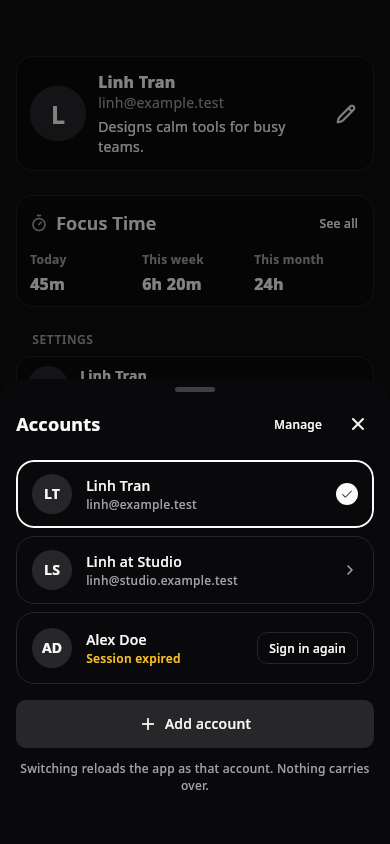 L
Linh Tran
linh@example.test
Designs calm tools for busy
teams.
Focus Time
See all
Today
This week
This month
45m
6h 20m
24h
SETTINGS
Linh Tran
Accounts
Manage
LT
Linh Tran
linh@example.test
LS
Linh at Studio
linh@studio.example.test
AD
Alex Doe
Session expired
Sign in again
Add account
Switching reloads the app as that account. Nothing carries
over.